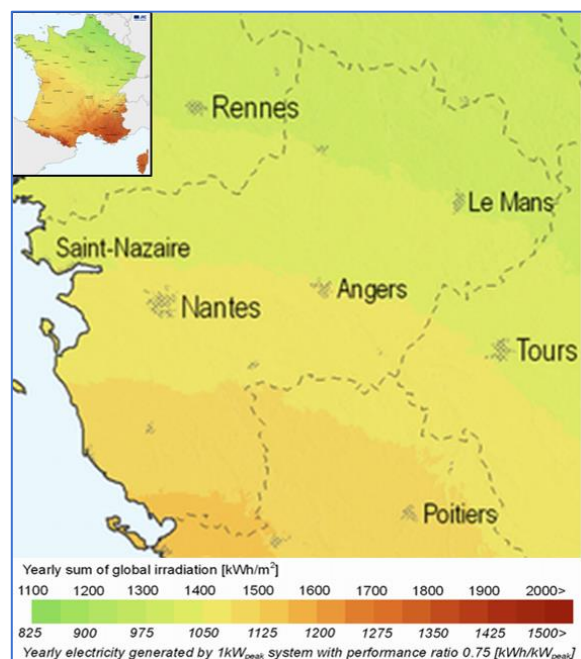 Rennes
Le Mans
Saint-Nazaire
Angers
Nantes
Tours
Poitiers
Yearly sum of global irradiation [kWh/m²]
1100 1200 1300 1400 1500 1600 1700 1800 1900 2000>
825 900 975 1050 1125 1200 1275 1350 1425 1500>
Yearly electricity generated by 1kWpeak system with performance ratio 0.75 [kWh/kWpeak]